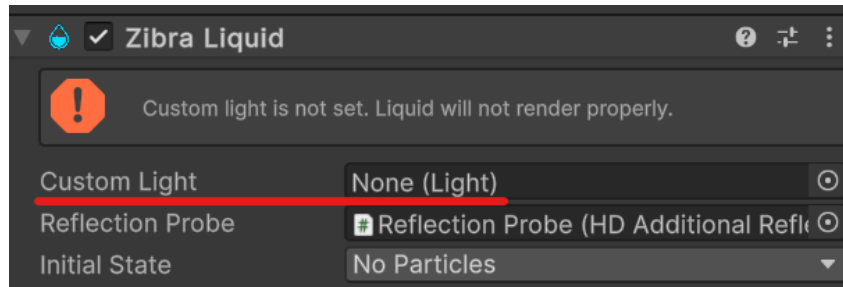 Zibra Liquid
Custom light is not set. Liquid will not render properly.
Custom Light None (Light)
Reflection Probe Reflection Probe (HD Additional Refle
Initial State No Particles